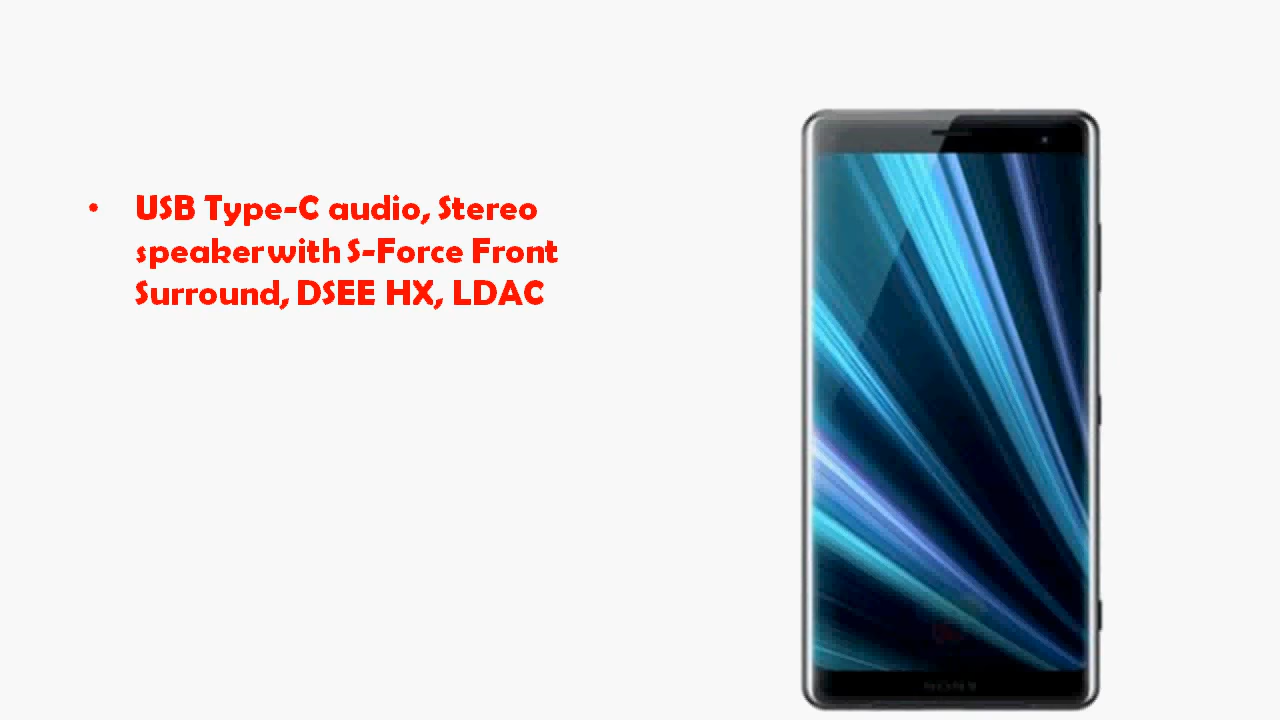 • USB Type-C audio, Stereo
speaker with S-Force Front
Surround, DSEE HX, LDAC